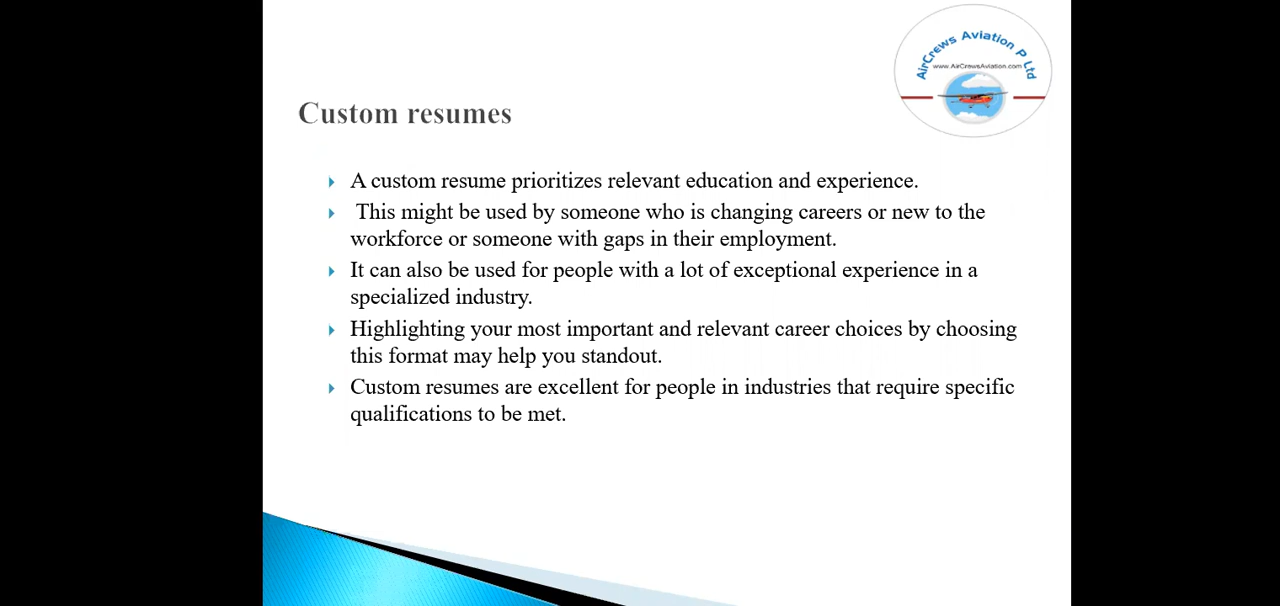 AirCrews Aviation P Ltd
www.AirCrewsAviation.com
Custom resumes
A custom resume prioritizes relevant education and experience.
This might be used by someone who is changing careers or new to the
workforce or someone with gaps in their employment.
It can also be used for people with a lot of exceptional experience in a
specialized industry.
Highlighting your most important and relevant career choices by choosing
this format may help you standout.
Custom resumes are excellent for people in industries that require specific
qualifications to be met.